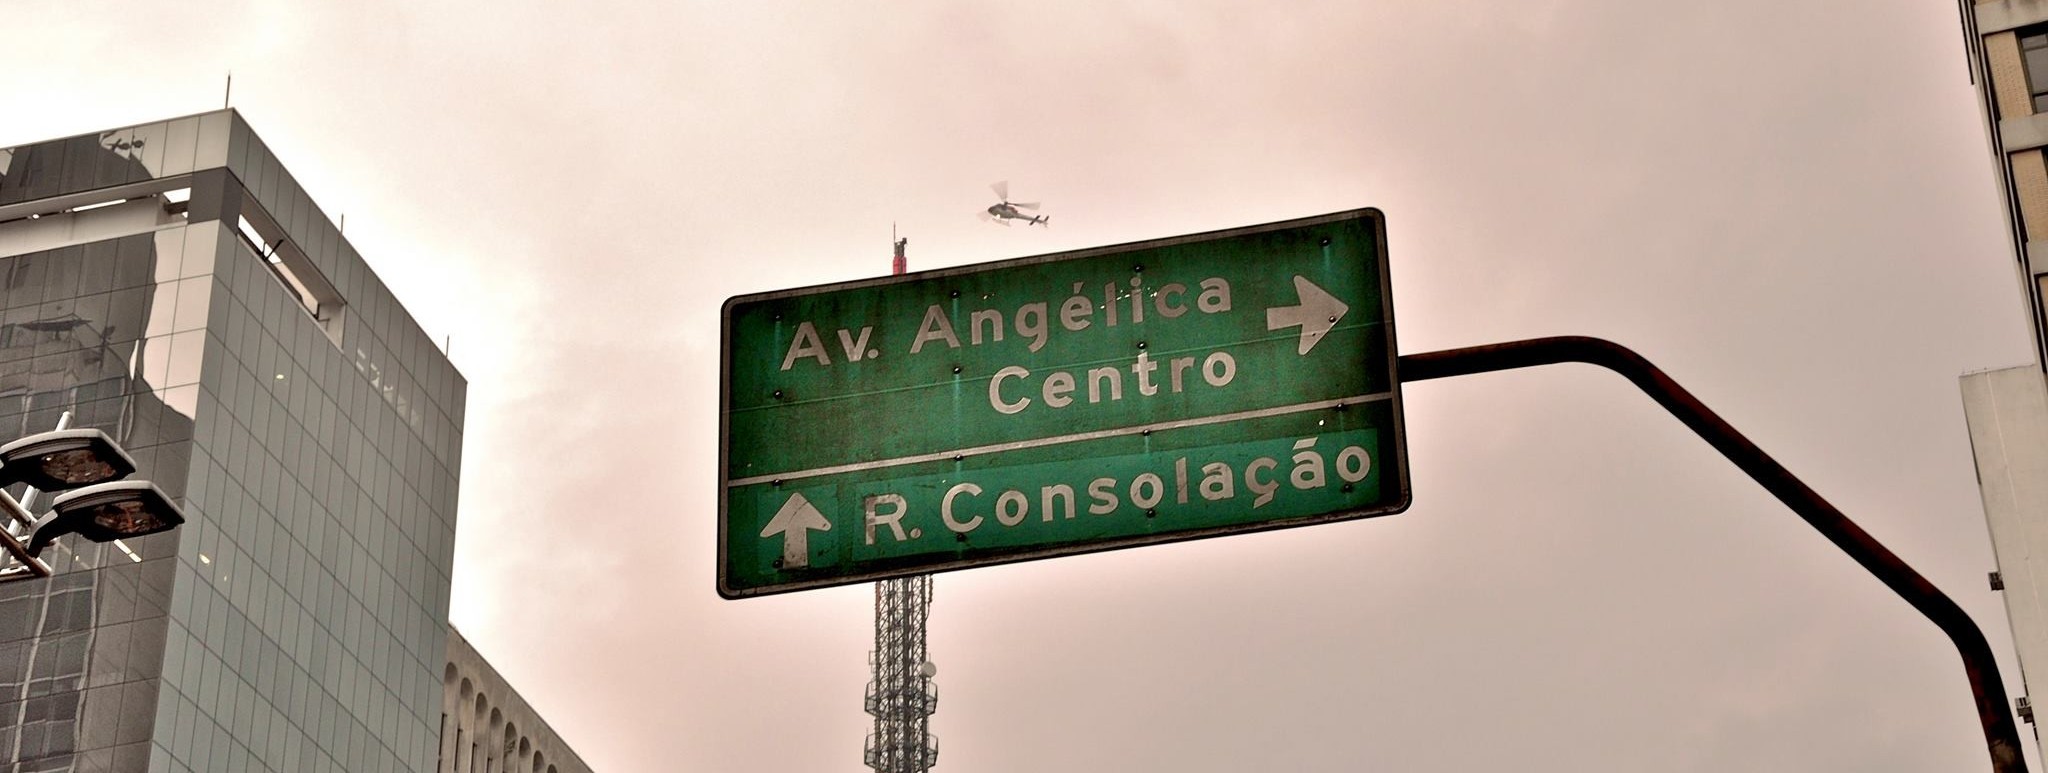 Av. Angélica
Centro
R. Consolação